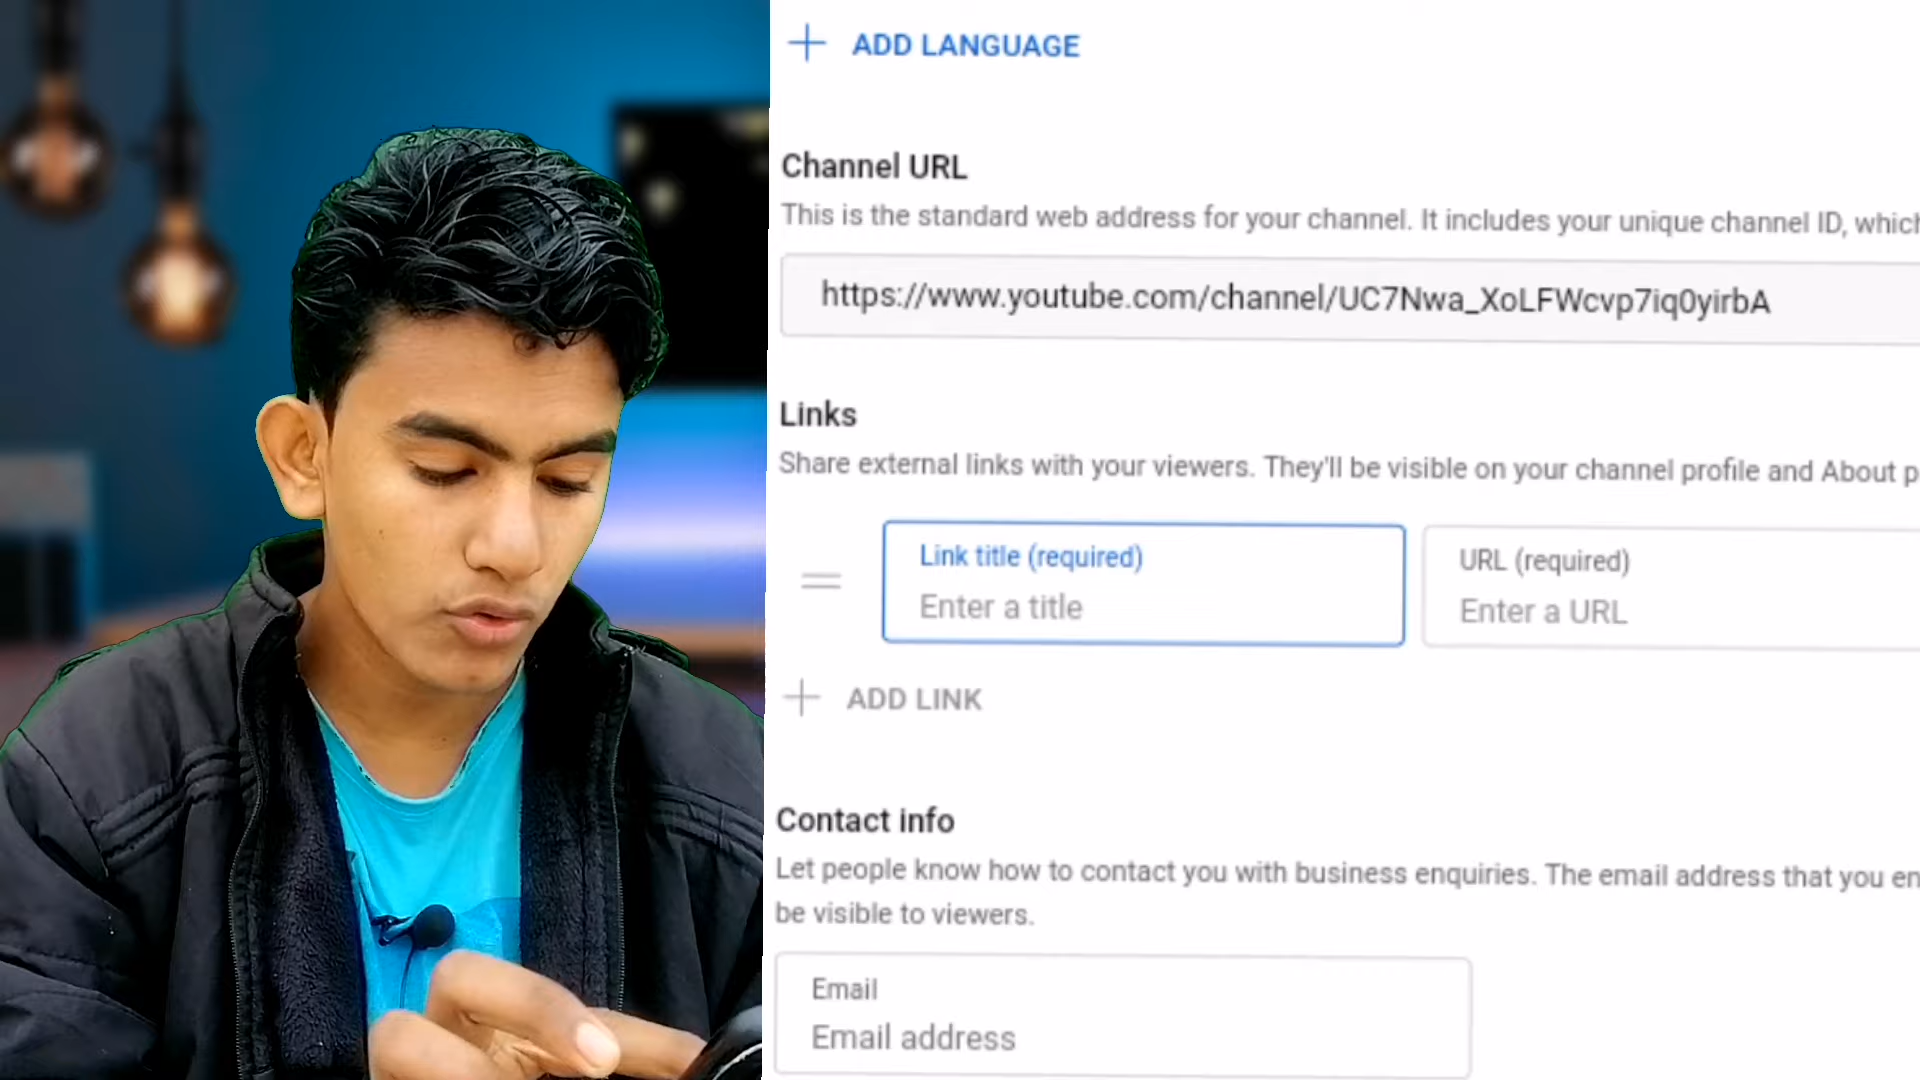 ADD LANGUAGE
Channel URL
This is the standard web address for your channel. It includes your unique channel ID, which
https://www.youtube.com/channel/UC7Nwa_XoLFWcvp7iq0yirbA
Links
Share external links with your viewers. They'll be visible on your channel profile and About p
Link title (required)
Enter a title
URL (required)
Enter a URL
ADD LINK
Contact info
Let people know how to contact you with business enquiries. The email address that you en
be visible to viewers.
Email
Email address